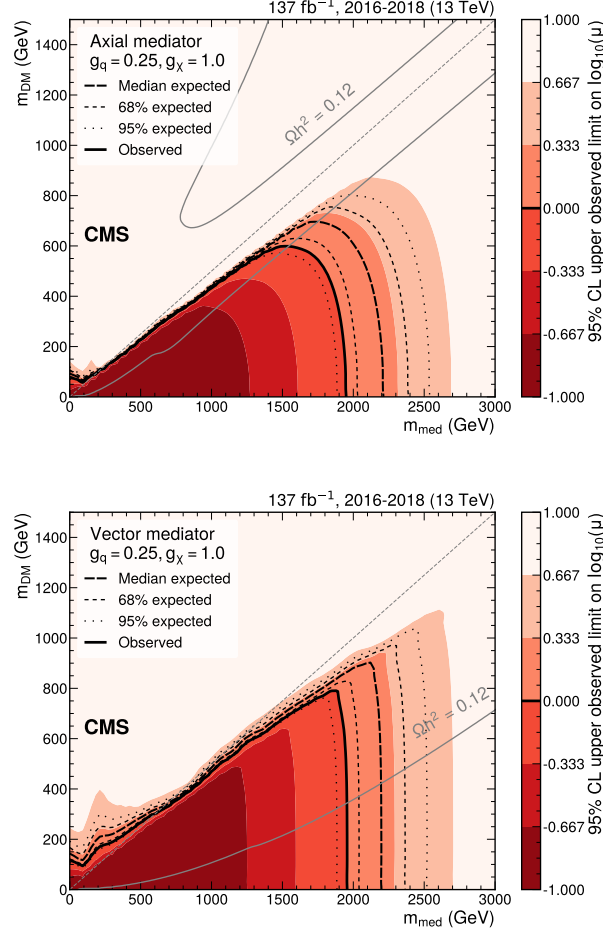 137 fb⁻¹, 2016-2018 (13 TeV)
Axial mediator
g_q = 0.25, g_χ = 1.0
Median expected
68% expected
95% expected
Observed
CMS
Ωh² = 0.12
m_DM (GeV)
1400
1200
1000
800
600
400
200
0
0 500 1000 1500 2000 2500 3000
m_med (GeV)
1.000
0.667
0.333
0.000
-0.333
-0.667
-1.000
95% CL upper observed limit on log₁₀(μ)
137 fb⁻¹, 2016-2018 (13 TeV)
Vector mediator
g_q = 0.25, g_χ = 1.0
Median expected
68% expected
95% expected
Observed
CMS
Ωh² = 0.12
m_DM (GeV)
1400
1200
1000
800
600
400
200
0
0 500 1000 1500 2000 2500 3000
m_med (GeV)
1.000
0.667
0.333
0.000
-0.333
-0.667
-1.000
95% CL upper observed limit on log₁₀(μ)